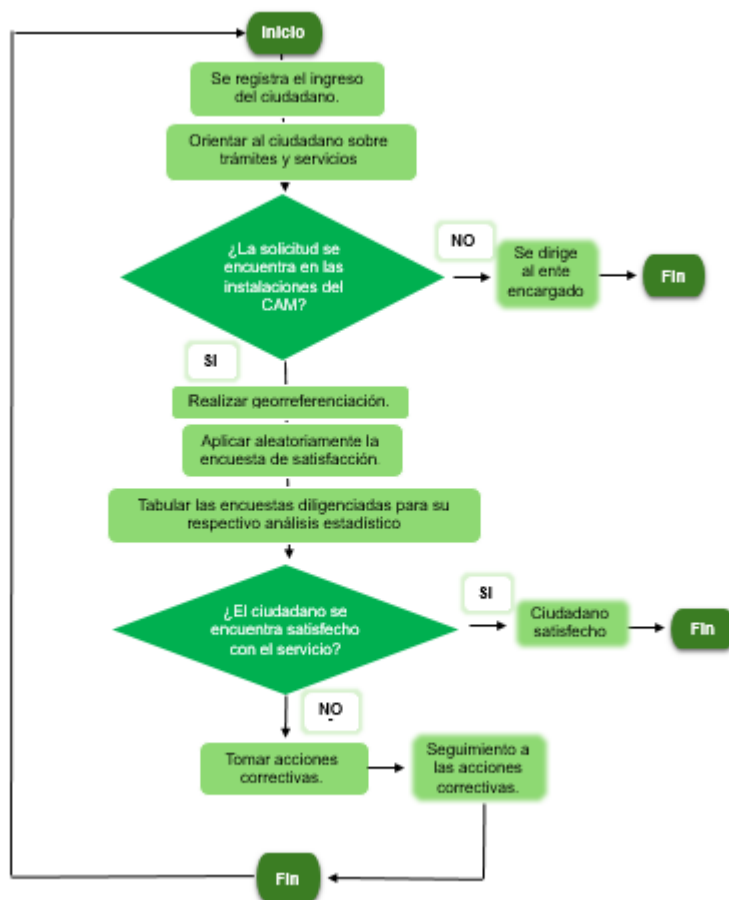 Inicio
Se registra el ingreso
del ciudadano.
Orientar al ciudadano sobre
trámites y servicios
¿La solicitud se
encuentra en las
instalaciones del
CAM?
NO
Se dirige
al ente
encargado
Fin
SI
Realizar georreferenciación.
Aplicar aleatoriamente la
encuesta de satisfacción.
Tabular las encuestas diligenciadas para su
respectivo análisis estadístico
¿El ciudadano se
encuentra satisfecho
con el servicio?
SI
Ciudadano
satisfecho
Fin
NO
Tomar acciones
correctivas.
Seguimiento a
las acciones
correctivas.
Fin